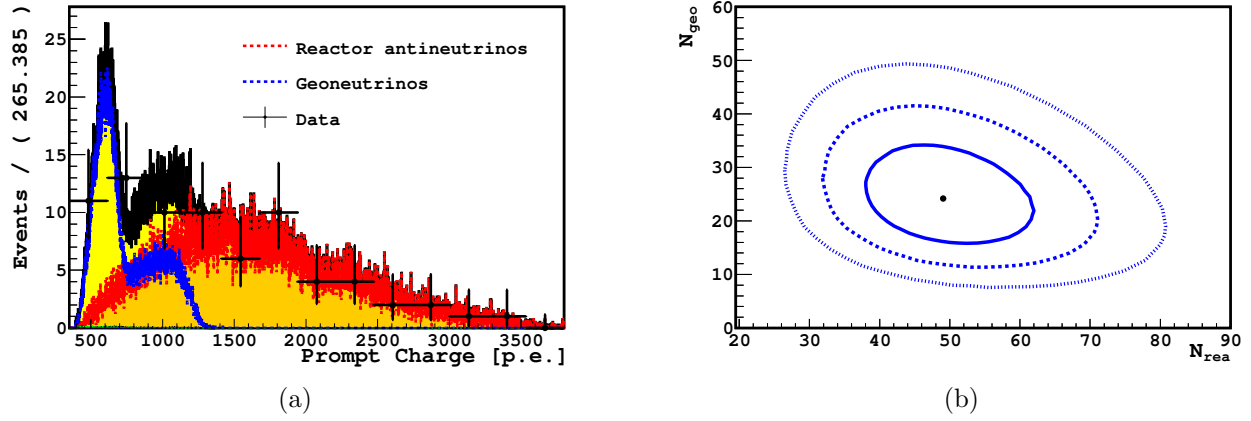 Events / ( 265.385 )
25
20
15
10
5
0
Reactor antineutrinos
Geoneutrinos
Data
500 1000 1500 2000 2500 3000 3500
Prompt Charge [p.e.]
(a)
N_geo
60
50
40
30
20
10
0
20 30 40 50 60 70 80 90
N_rea
(b)